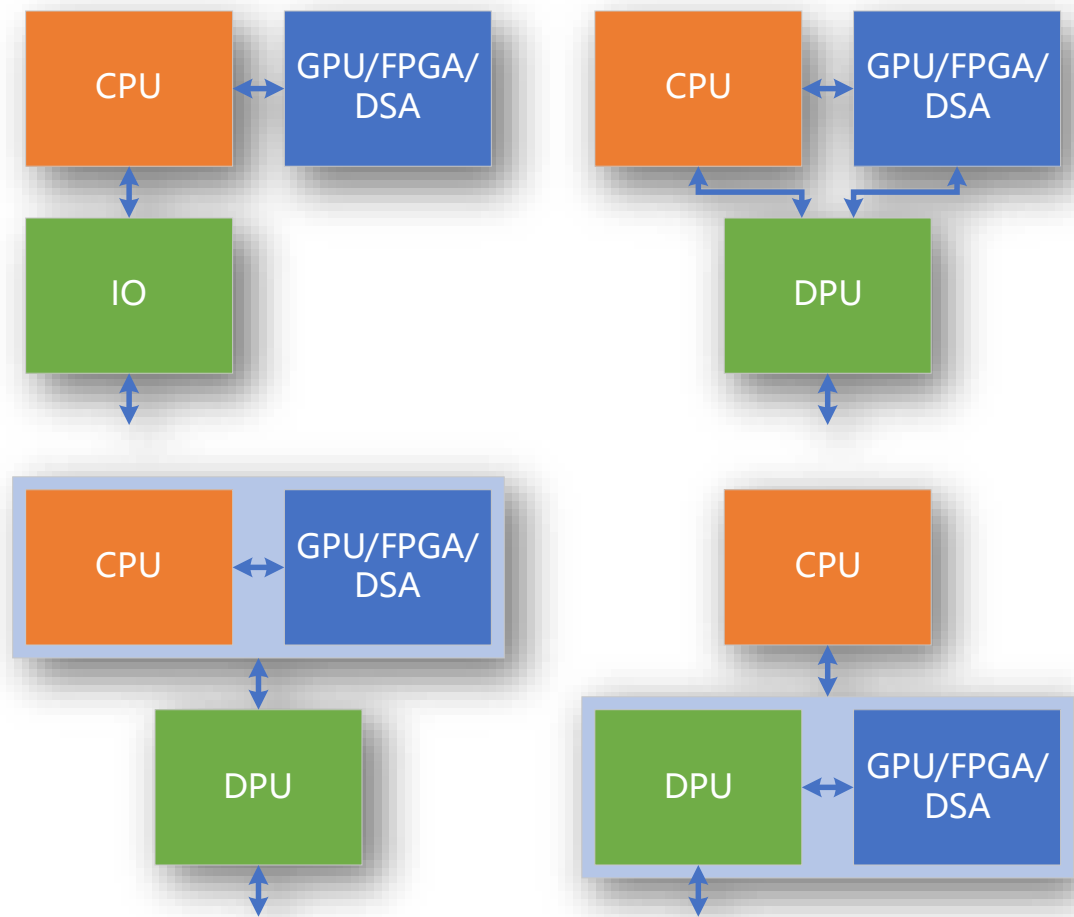 CPU
GPU/FPGA/
DSA
IO
CPU
GPU/FPGA/
DSA
DPU
CPU
GPU/FPGA/
DSA
DPU
CPU
DPU
GPU/FPGA/
DSA